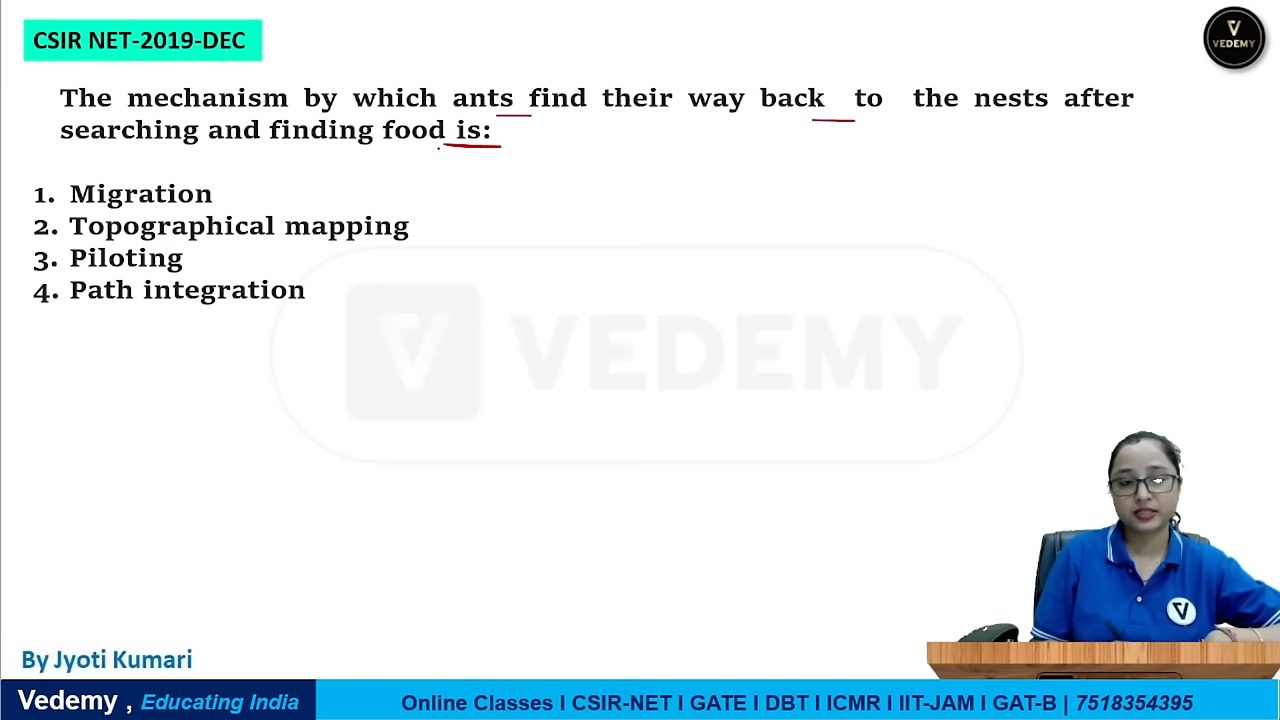 CSIR NET-2019-DEC
V
VEDEMY
The mechanism by which ants find their way back to the nests after
searching and finding food is:
1. Migration
2. Topographical mapping
3. Piloting
4. Path integration
VEDEMY
By Jyoti Kumari
Vedemy , Educating India
Online Classes I CSIR-NET I GATE I DBT I ICMR I IIT-JAM I GAT-B | 7518354395